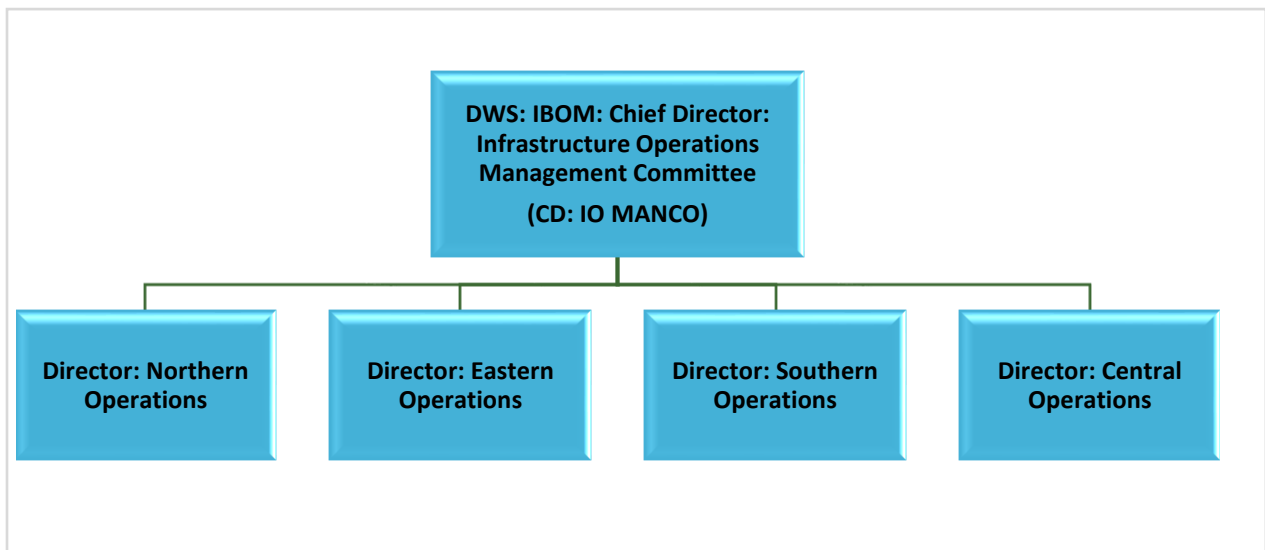 DWS: IBOM: Chief Director:
Infrastructure Operations
Management Committee
(CD: IO MANCO)
Director: Northern
Operations
Director: Eastern
Operations
Director: Southern
Operations
Director: Central
Operations